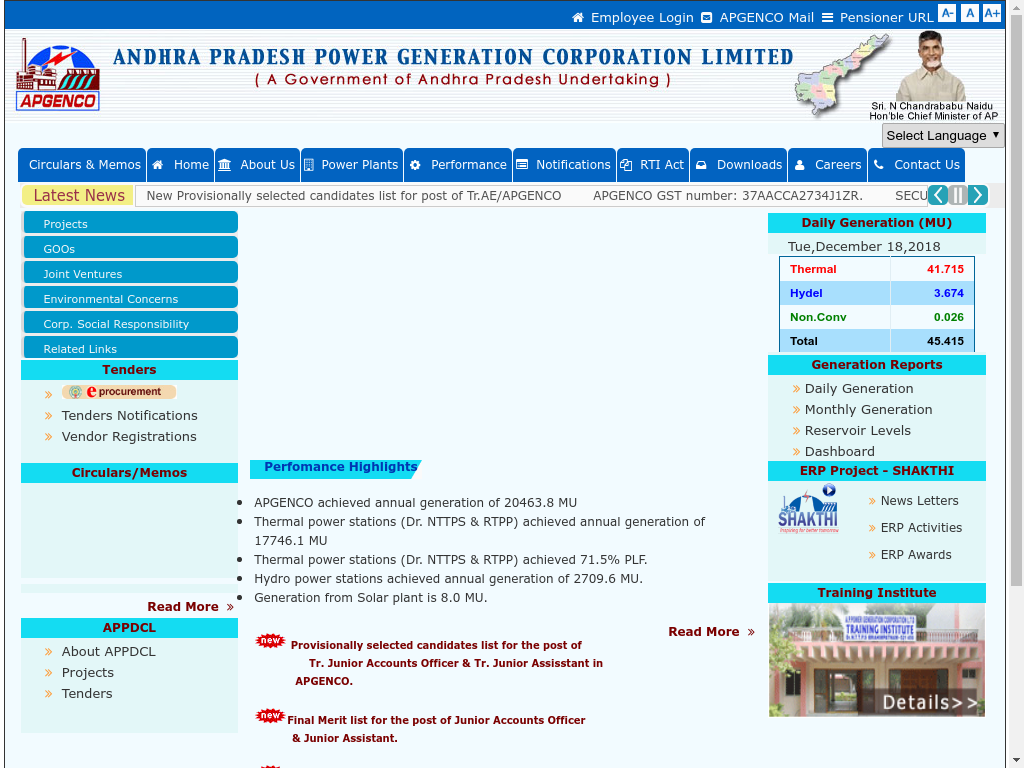 Employee Login APGENCO Mail Pensioner URL A- A A+
ANDHRA PRADESH POWER GENERATION CORPORATION LIMITED
( A Government of Andhra Pradesh Undertaking )
APGENCO
Sri. N Chandrababu Naidu
Hon'ble Chief Minister of AP
Select Language ▼
Circulars & Memos Home About Us Power Plants Performance Notifications RTI Act Downloads Careers Contact Us
Latest News New Provisionally selected candidates list for post of Tr.AE/APGENCO APGENCO GST number: 37AACCA2734J1ZR. SECU
Projects
GOOs
Joint Ventures
Environmental Concerns
Corp. Social Responsibility
Related Links
Tenders
e procurement
Tenders Notifications
Vendor Registrations
Circulars/Memos
Read More »
APPDCL
About APPDCL
Projects
Tenders
Perfomance Highlights
APGENCO achieved annual generation of 20463.8 MU
Thermal power stations (Dr. NTTPS & RTPP) achieved annual generation of
17746.1 MU
Thermal power stations (Dr. NTTPS & RTPP) achieved 71.5% PLF.
Hydro power stations achieved annual generation of 2709.6 MU.
Generation from Solar plant is 8.0 MU.
Read More »
new Provisionally selected candidates list for the post of
Tr. Junior Accounts Officer & Tr. Junior Assisstant in
APGENCO.
new Final Merit list for the post of Junior Accounts Officer
& Junior Assistant.
Daily Generation (MU)
Tue,December 18,2018
Thermal 41.715
Hydel 3.674
Non.Conv 0.026
Total 45.415
Generation Reports
Daily Generation
Monthly Generation
Reservoir Levels
Dashboard
ERP Project - SHAKTHI
SHAKTHI
News Letters
ERP Activities
ERP Awards
Training Institute
TRAINING INSTITUTE
Details>>